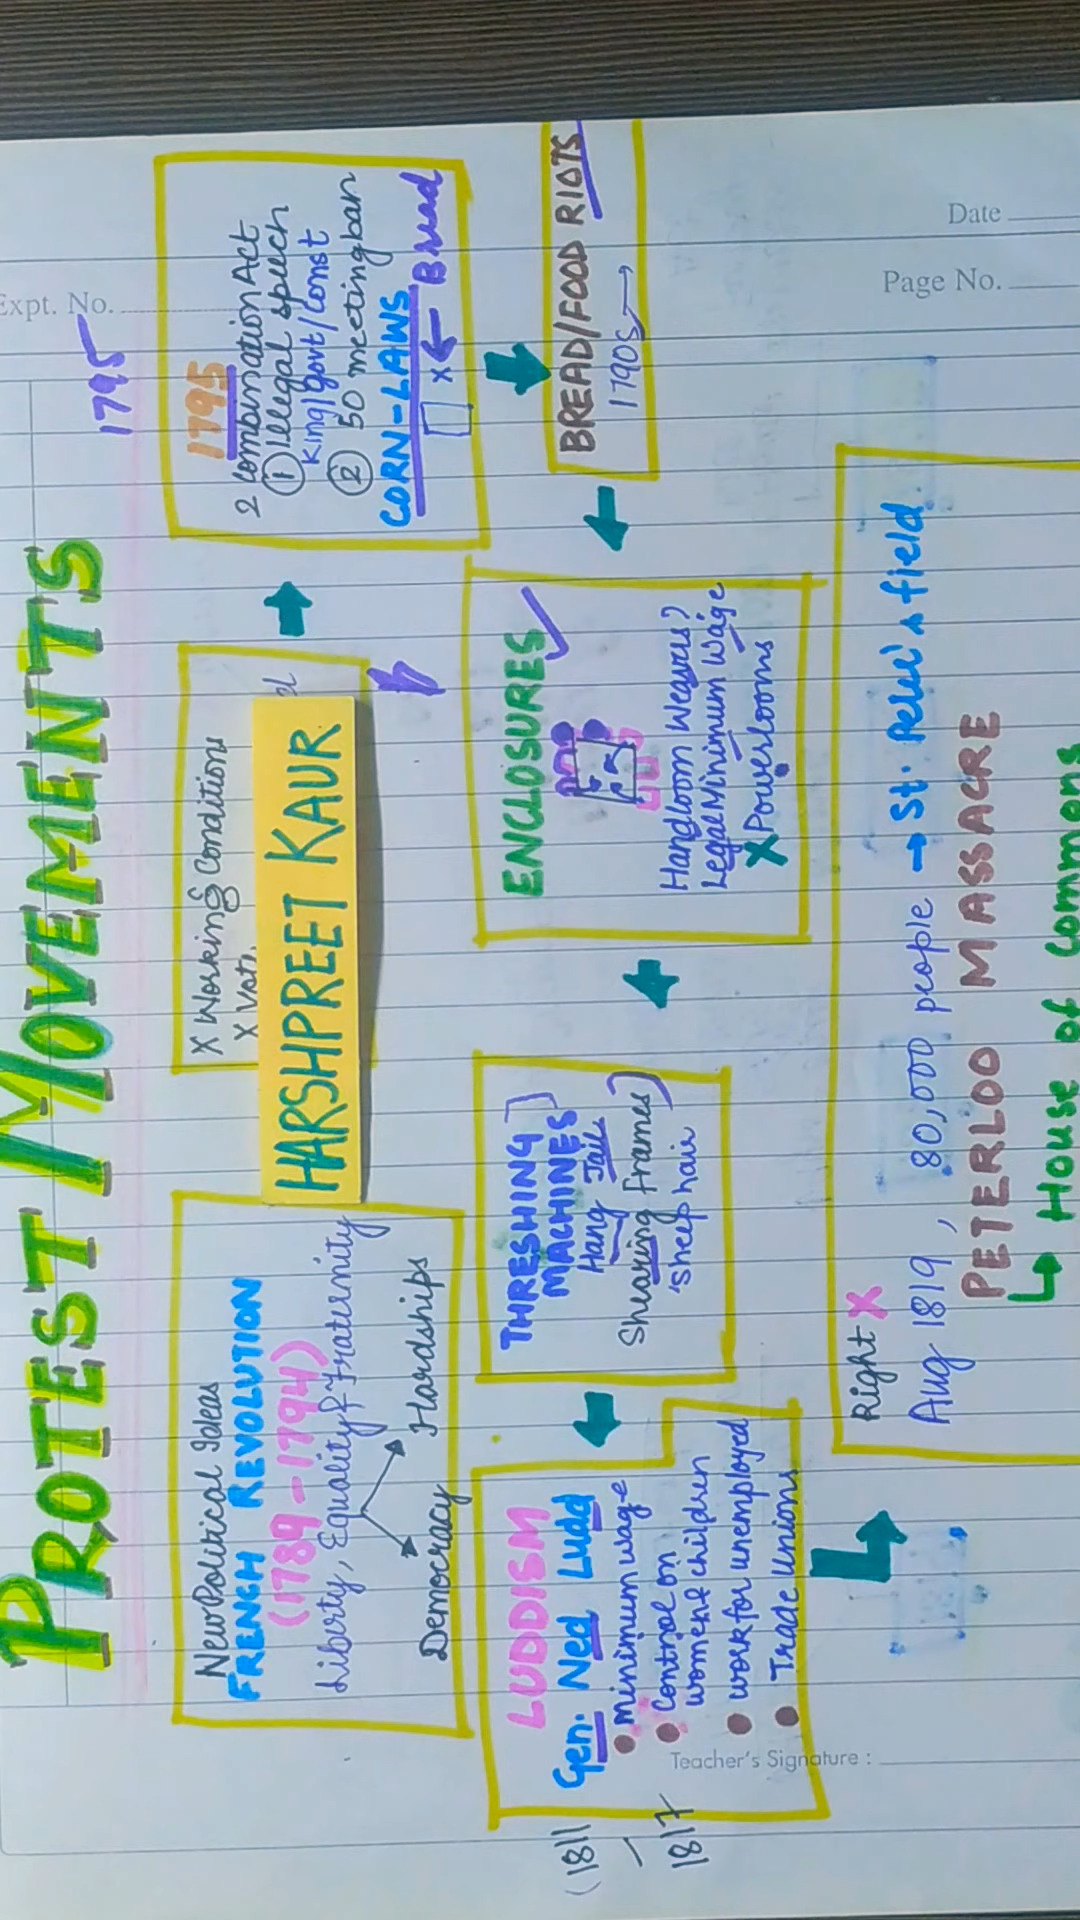 Expt. No.
Date
Page No.
PROTEST MOVEMENTS
1795
New Political Ideas
FRENCH REVOLUTION
(1789-1794)
Liberty, Equality & Fraternity
Democracy
Hardships
X Working Condition
X Vot
d
HARSHPREET KAUR
1795
2 Combination Act
① Illegal speech
King/Govt/Const
② 50 meeting ban
CORN-LAWS
X ← Bread
BREAD/FOOD RIOTS
1790s →
ENCLOSURES
Handloom Weavers?
Legal Minimum Wage
X Powerlooms
THRESHING
MACHINES
Hang Jail
Shearing Frames
Sheep hair
LUDDISM
Gen. Ned Ludd
• Minimum wage
• Control on
women & children
• work for unemployed
• Trade Unions
(1811
–
1817
Teacher's Signature :
Right X
Aug 1819, 80,000 people → St. Peter's field
PETERLOO MASSACRE
↳ House of Commons